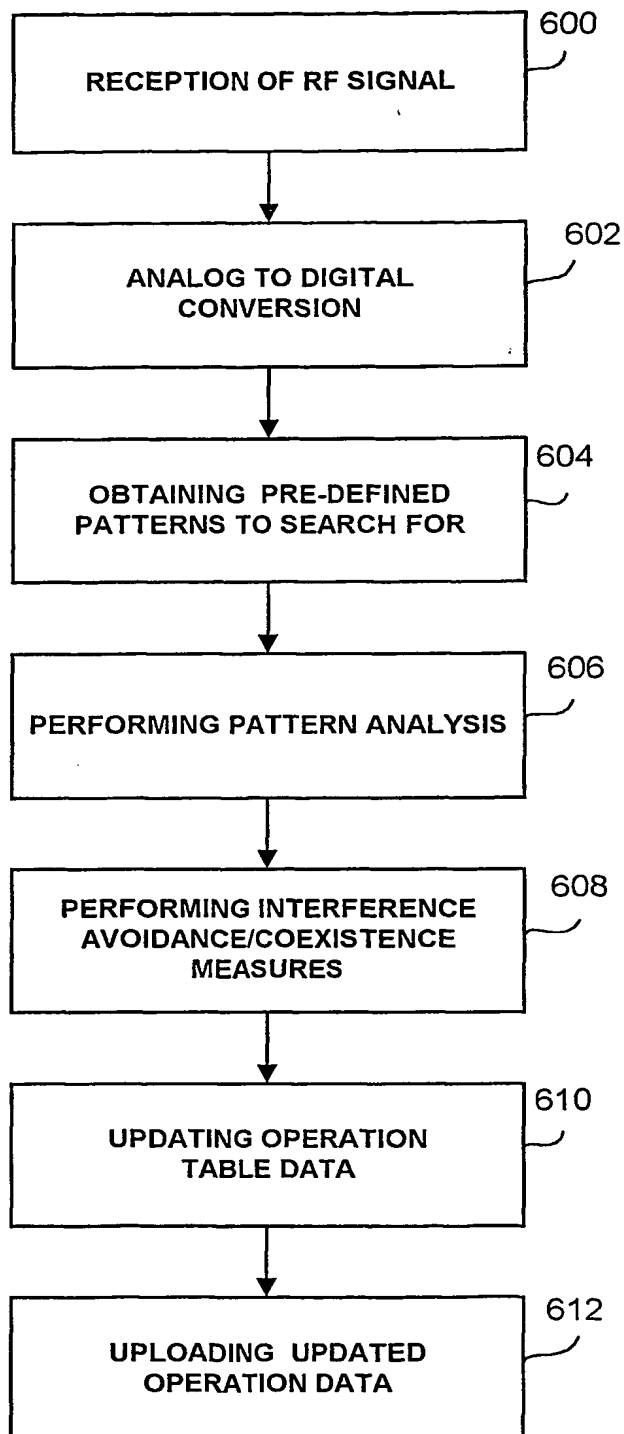 600
RECEPTION OF RF SIGNAL
602
ANALOG TO DIGITAL
CONVERSION
604
OBTAINING PRE-DEFINED
PATTERNS TO SEARCH FOR
606
PERFORMING PATTERN ANALYSIS
608
PERFORMING INTERFERENCE
AVOIDANCE/COEXISTENCE
MEASURES
610
UPDATING OPERATION
TABLE DATA
612
UPLOADING UPDATED
OPERATION DATA